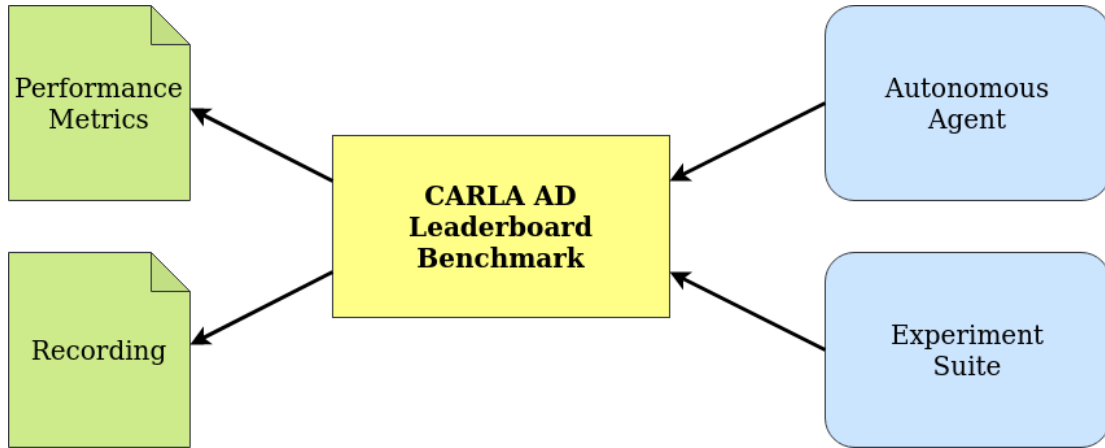 Performance
Metrics
Recording
CARLA AD
Leaderboard
Benchmark
Autonomous
Agent
Experiment
Suite